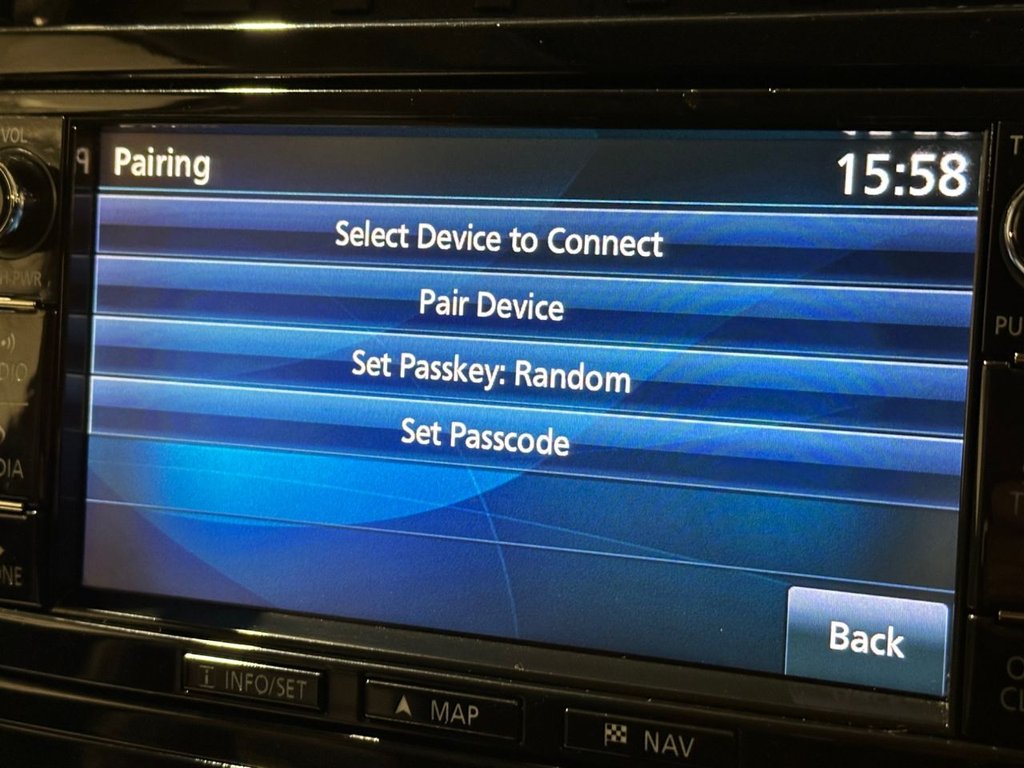 VOL
Pairing
15:58
Select Device to Connect
Pair Device
Set Passkey: Random
Set Passcode
Back
INFO/SET
MAP
NAV